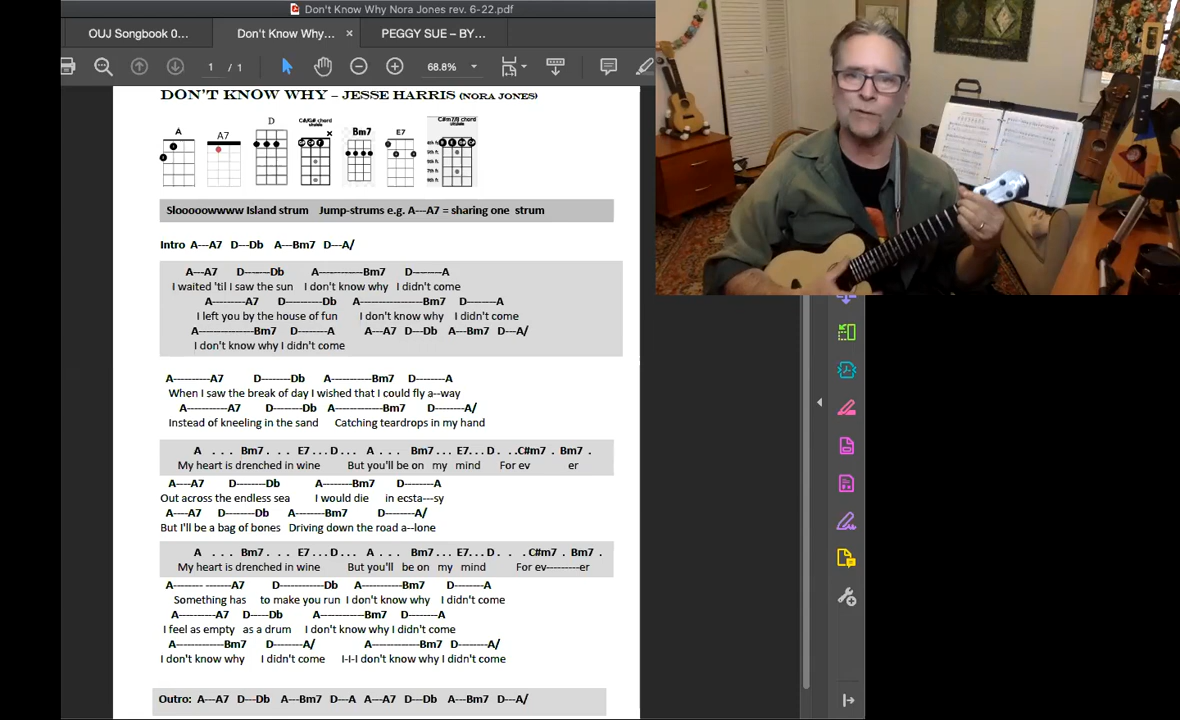 Don't Know Why Nora Jones rev. 6-22.pdf
OUJ Songbook 0... Don't Know Why... × PEGGY SUE – BY...
1 / 1 68.8%
DON'T KNOW WHY – JESSE HARRIS (NORA JONES)
A A7 D C#/G# chord ukulele x Bm7 E7 C#m7/B chord ukulele
Slooooowwww Island strum Jump-strums e.g. A---A7 = sharing one strum
Intro A---A7 D---Db A---Bm7 D---A/
A---A7 D-------Db A------------Bm7 D--------A
I waited 'til I saw the sun I don't know why I didn't come
A---------A7 D----------Db A-----------------Bm7 D--------A
I left you by the house of fun I don't know why I didn't come
A---------------Bm7 D--------A A---A7 D---Db A---Bm7 D---A/
I don't know why I didn't come
A----------A7 D--------Db A-----------Bm7 D--------A
When I saw the break of day I wished that I could fly a--way
A-----------A7 D--------Db A-------------Bm7 D--------A/
Instead of kneeling in the sand Catching teardrops in my hand
A . . . Bm7 . . . E7 . . . D . . . A . . . Bm7 . . . E7. . . D . . .C#m7 . Bm7 .
My heart is drenched in wine But you'll be on my mind For ev er
A----A7 D--------Db A---------Bm7 D--------A
Out across the endless sea I would die in ecsta---sy
A----A7 D--------Db A---------Bm7 D--------A/
But I'll be a bag of bones Driving down the road a--lone
A . . . Bm7 . . . E7 . . . D . . . A . . . Bm7 . . . E7. . . D . . . C#m7 . Bm7 .
My heart is drenched in wine But you'll be on my mind For ev---------er
A-------- -------A7 D------------Db A-----------Bm7 D--------A
Something has to make you run I don't know why I didn't come
A----------A7 D-----Db A-------------Bm7 D--------A
I feel as empty as a drum I don't know why I didn't come
A-------------Bm7 D--------A/ A-------------Bm7 D--------A/
I don't know why I didn't come I-I-I don't know why I didn't come
Outro: A---A7 D---Db A---Bm7 D---A A---A7 D---Db A---Bm7 D---A/